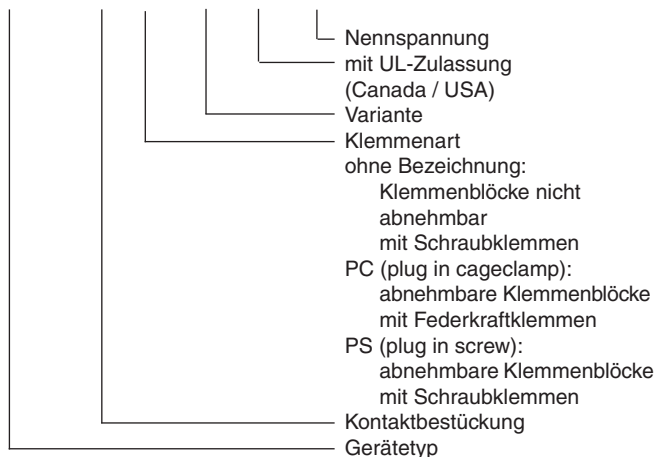 Nennspannung
mit UL-Zulassung
(Canada / USA)
Variante
Klemmenart
ohne Bezeichnung:
Klemmenblöcke nicht
abnehmbar
mit Schraubklemmen
PC (plug in cageclamp):
abnehmbare Klemmenblöcke
mit Federkraftklemmen
PS (plug in screw):
abnehmbare Klemmenblöcke
mit Schraubklemmen
Kontaktbestückung
Gerätetyp